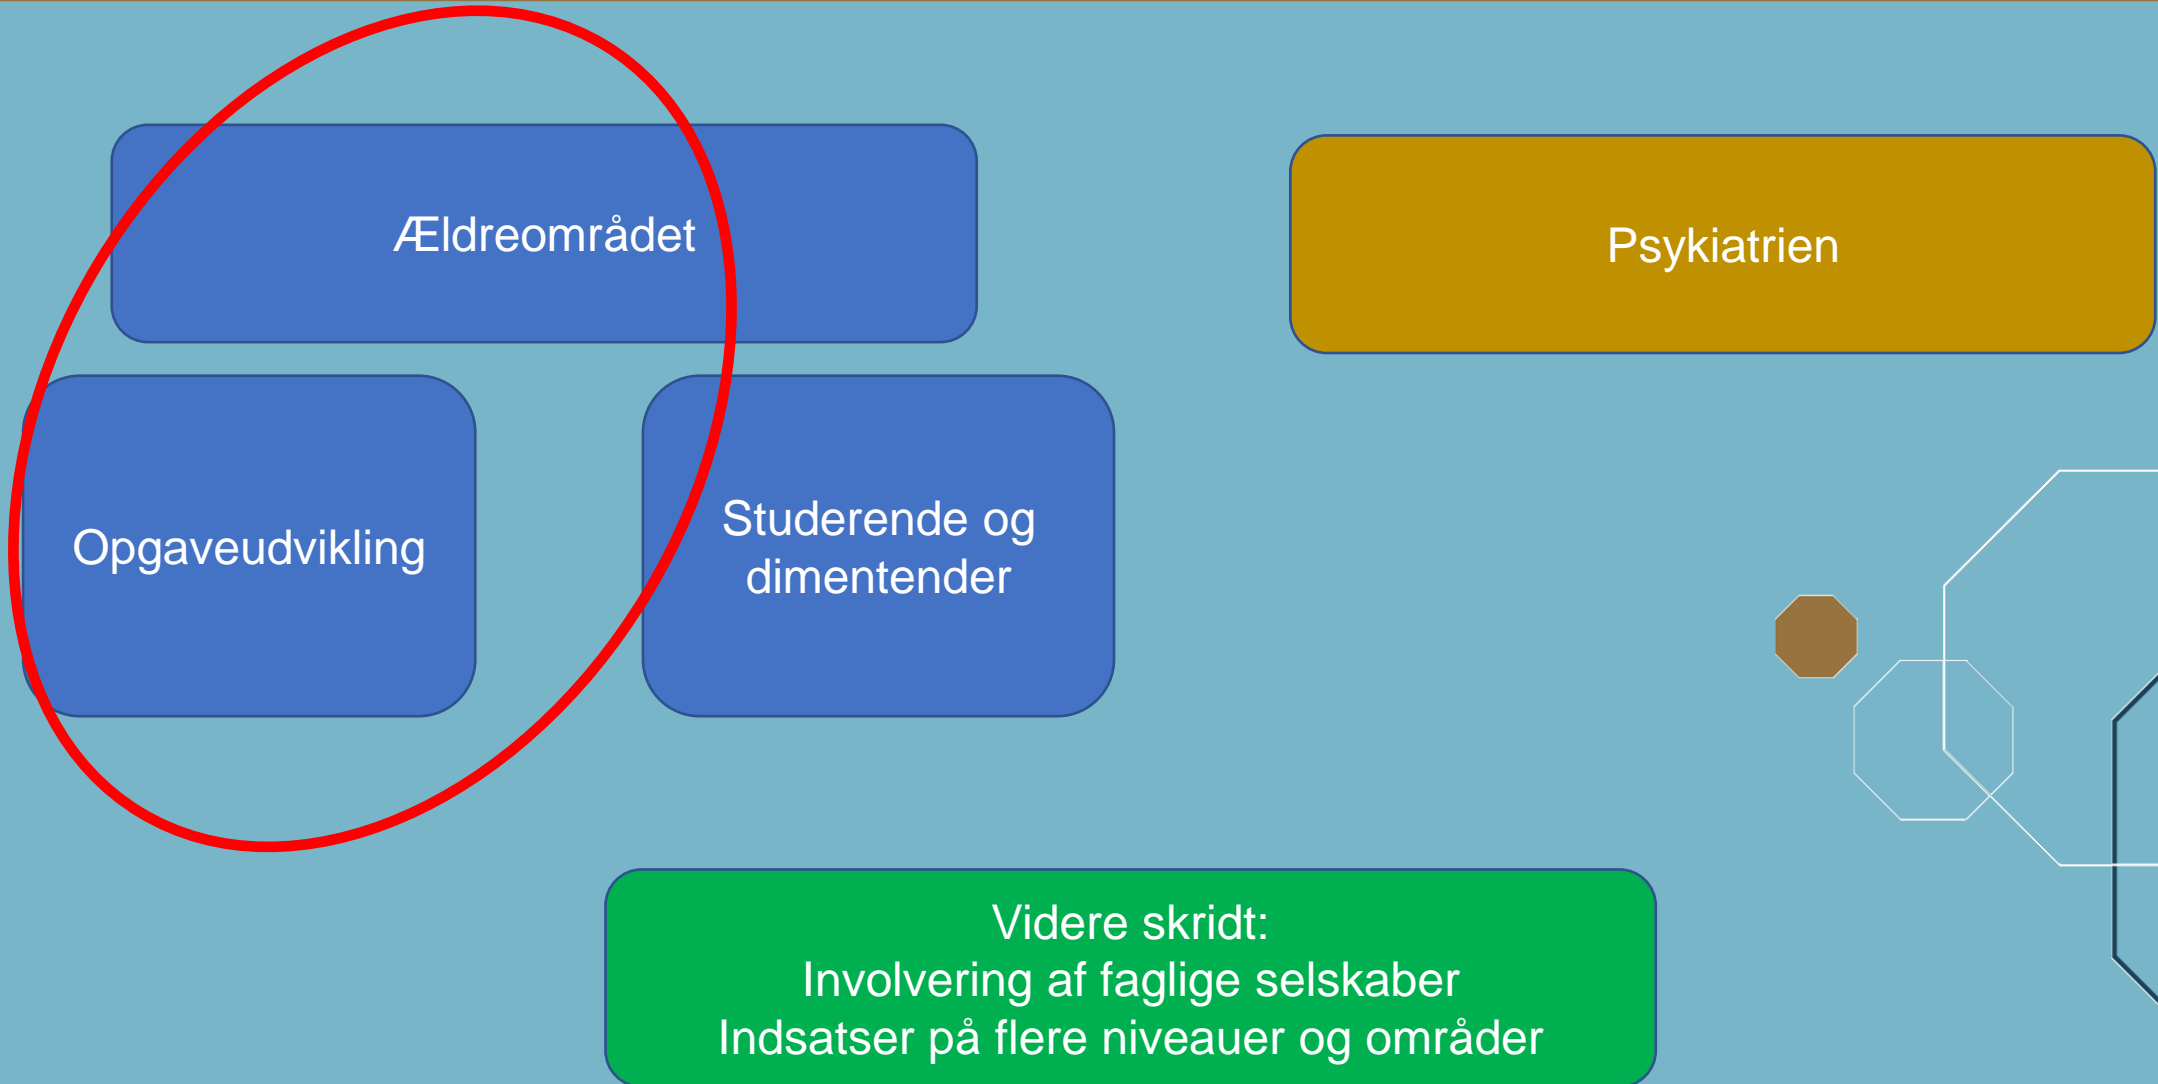 Ældreområdet
Psykiatrien
Opgaveudvikling
Studerende og
dimentender
Videre skridt:
Involvering af faglige selskaber
Indsatser på flere niveauer og områder